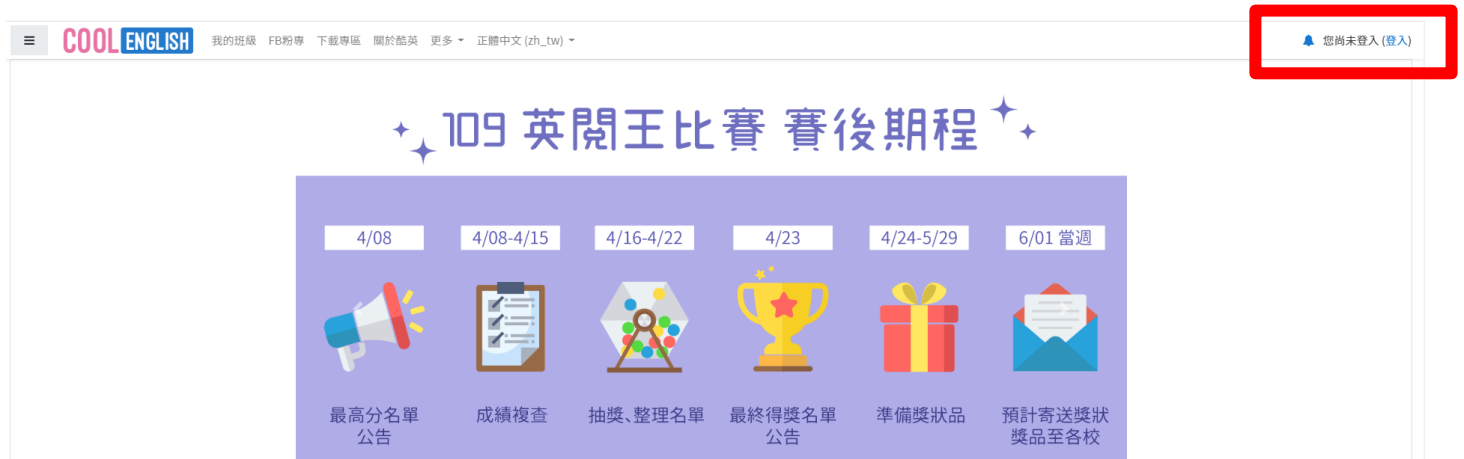 COOL ENGLISH 我的班級 FB粉專 下載專區 關於酷英 更多 正體中文 (zh_tw) 您尚未登入 (登入)
109 英閱王比賽 賽後期程
4/08 4/08-4/15 4/16-4/22 4/23 4/24-5/29 6/01 當週
最高分名單 成績複查 抽獎、整理名單 最終得獎名單 準備獎狀品 預計寄送獎狀
公告 公告 獎品至各校